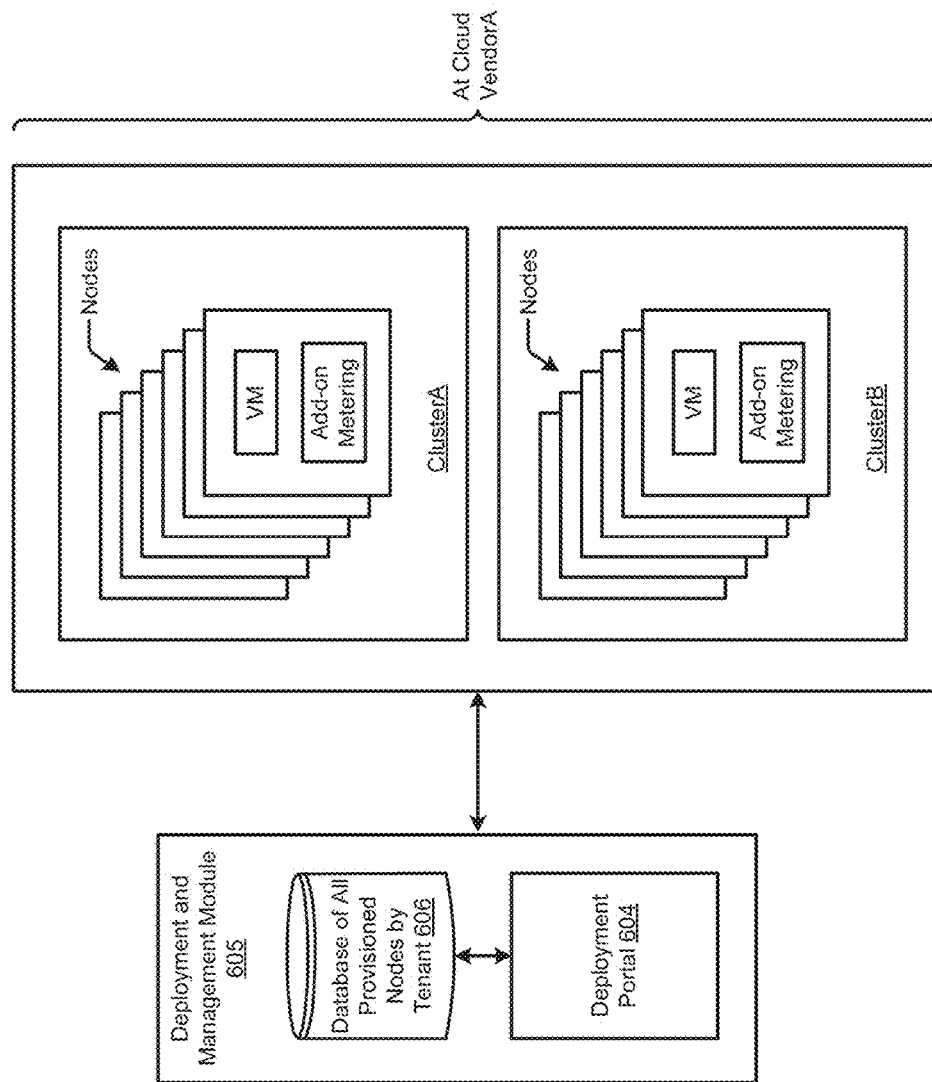 Deployment and
Management Module
605
Database of All
Provisioned
Nodes by
Tenant 606
Deployment
Portal 604
Nodes
VM
Add-on
Metering
ClusterA
Nodes
VM
Add-on
Metering
ClusterB
At Cloud
VendorA